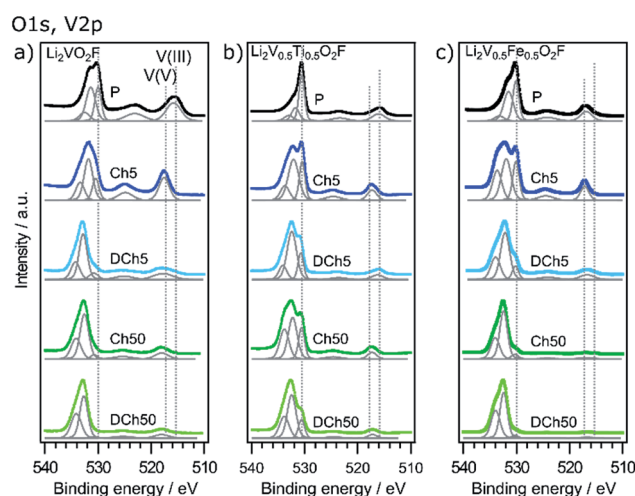 O1s, V2p
a) Li₂VO₂F
V(III)
V(V)
P
Ch5
DCh5
Ch50
DCh50
540 530 520 510
Binding energy / eV
Intensity / a.u.
b) Li₂V₀.₅Ti₀.₅O₂F
P
Ch5
DCh5
Ch50
DCh50
540 530 520 510
Binding energy / eV
c) Li₂V₀.₅Fe₀.₅O₂F
P
Ch5
DCh5
Ch50
DCh50
540 530 520 510
Binding energy / eV